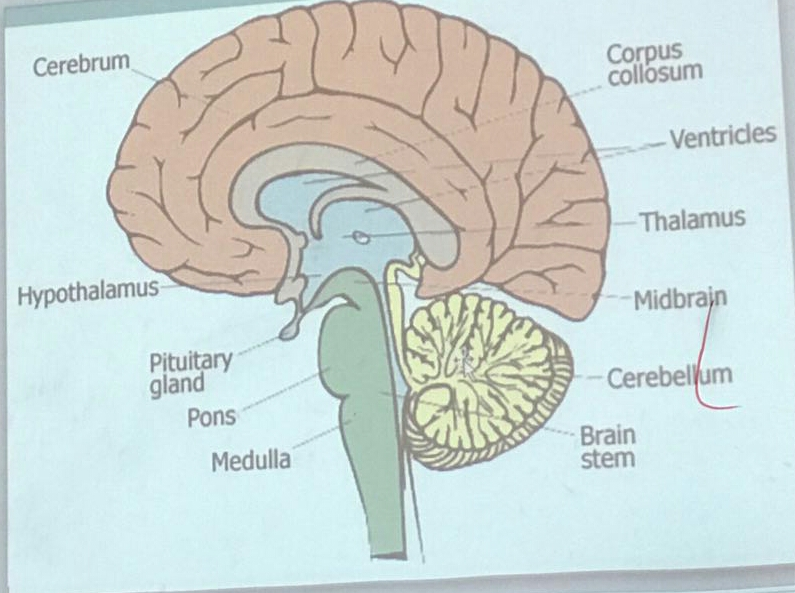 Cerebrum
Corpus
collosum
Ventricles
Thalamus
Hypothalamus
Midbrain
Pituitary
gland
Cerebellum
Pons
Brain
stem
Medulla